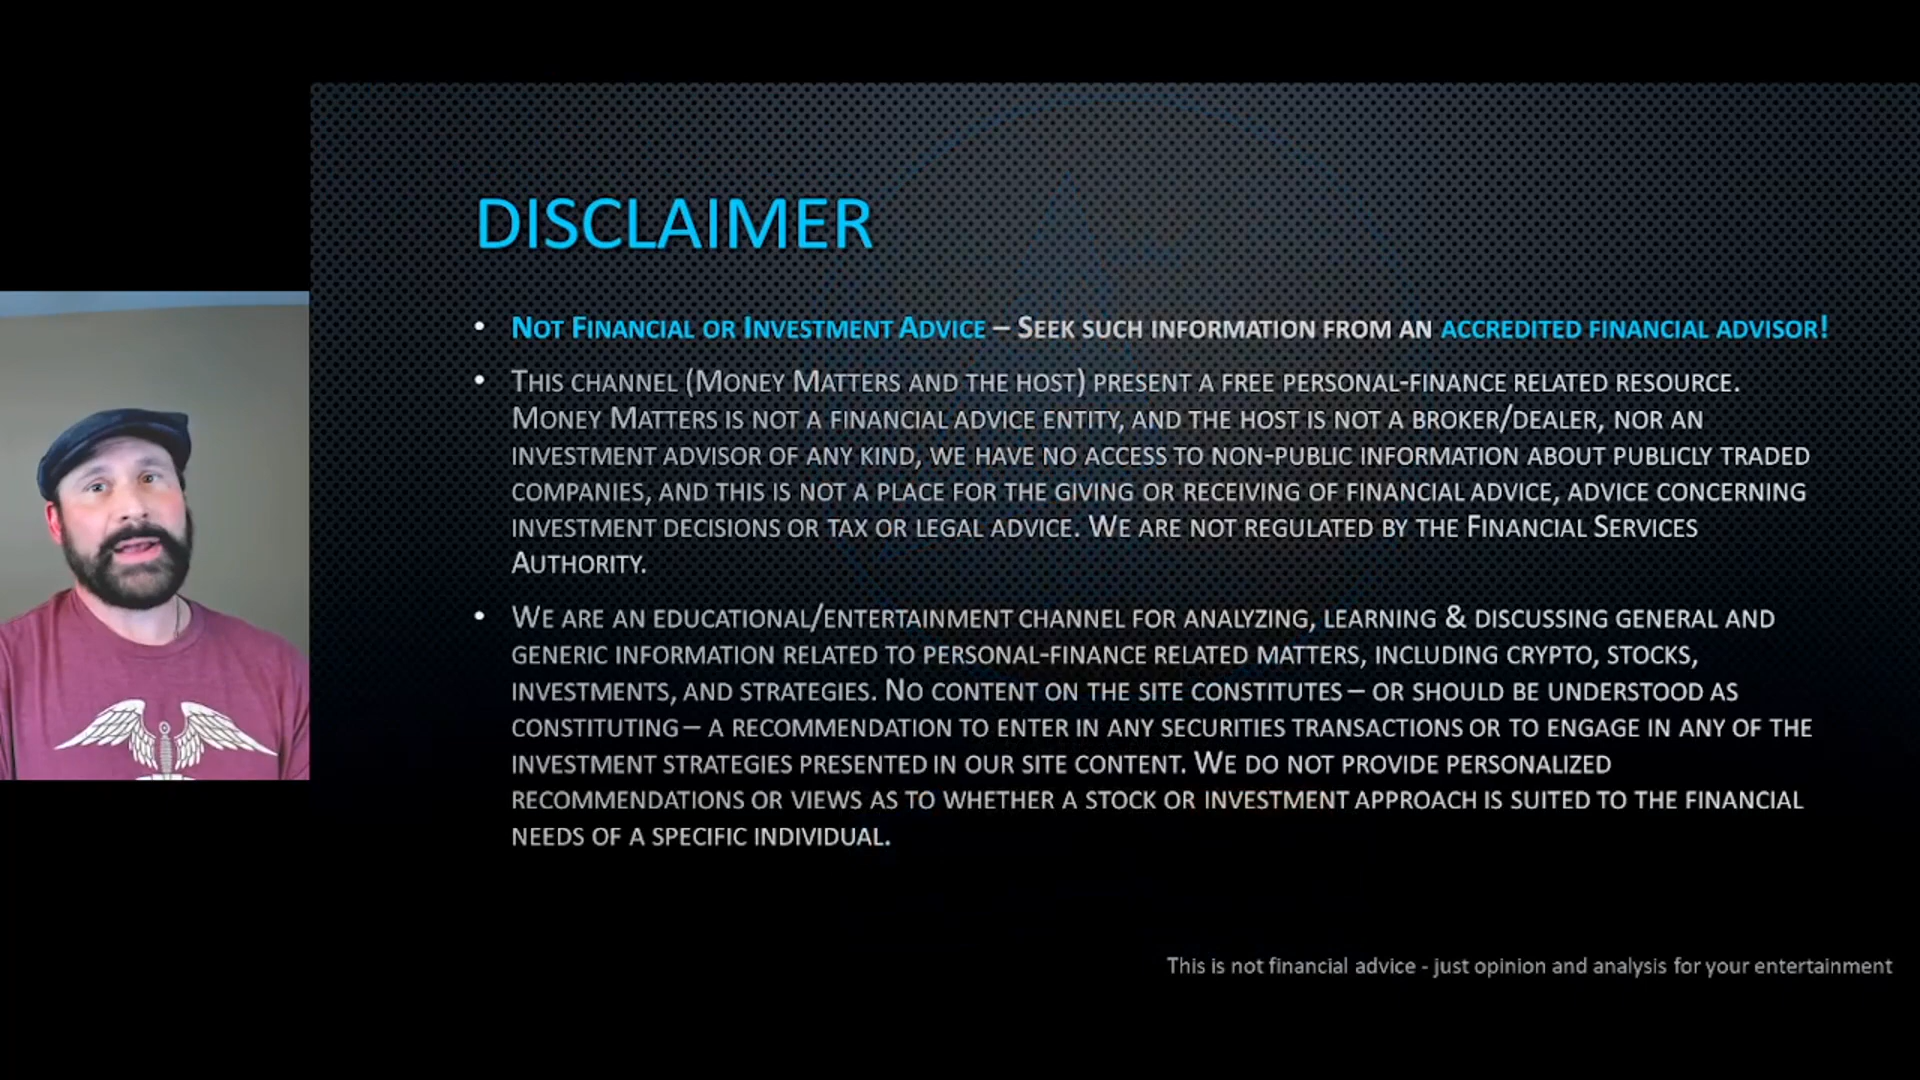 DISCLAIMER
• NOT FINANCIAL OR INVESTMENT ADVICE – SEEK SUCH INFORMATION FROM AN ACCREDITED FINANCIAL ADVISOR!
• THIS CHANNEL (MONEY MATTERS AND THE HOST) PRESENT A FREE PERSONAL-FINANCE RELATED RESOURCE.
MONEY MATTERS IS NOT A FINANCIAL ADVICE ENTITY, AND THE HOST IS NOT A BROKER/DEALER, NOR AN
INVESTMENT ADVISOR OF ANY KIND, WE HAVE NO ACCESS TO NON-PUBLIC INFORMATION ABOUT PUBLICLY TRADED
COMPANIES, AND THIS IS NOT A PLACE FOR THE GIVING OR RECEIVING OF FINANCIAL ADVICE, ADVICE CONCERNING
INVESTMENT DECISIONS OR TAX OR LEGAL ADVICE. WE ARE NOT REGULATED BY THE FINANCIAL SERVICES
AUTHORITY.
• WE ARE AN EDUCATIONAL/ENTERTAINMENT CHANNEL FOR ANALYZING, LEARNING & DISCUSSING GENERAL AND
GENERIC INFORMATION RELATED TO PERSONAL-FINANCE RELATED MATTERS, INCLUDING CRYPTO, STOCKS,
INVESTMENTS, AND STRATEGIES. NO CONTENT ON THE SITE CONSTITUTES – OR SHOULD BE UNDERSTOOD AS
CONSTITUTING – A RECOMMENDATION TO ENTER IN ANY SECURITIES TRANSACTIONS OR TO ENGAGE IN ANY OF THE
INVESTMENT STRATEGIES PRESENTED IN OUR SITE CONTENT. WE DO NOT PROVIDE PERSONALIZED
RECOMMENDATIONS OR VIEWS AS TO WHETHER A STOCK OR INVESTMENT APPROACH IS SUITED TO THE FINANCIAL
NEEDS OF A SPECIFIC INDIVIDUAL.
This is not financial advice - just opinion and analysis for your entertainment